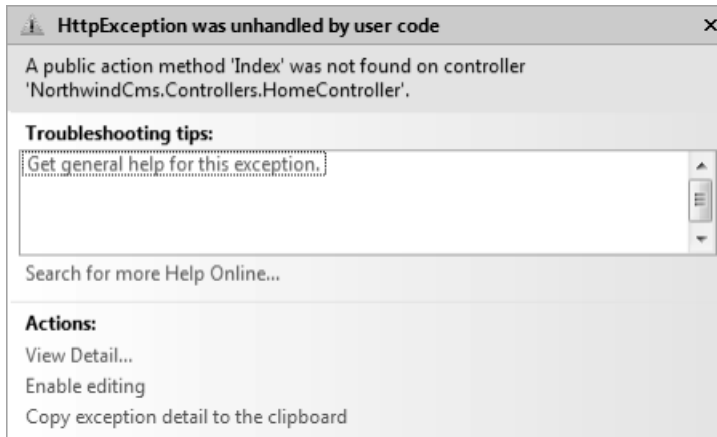 HttpException was unhandled by user code
A public action method 'Index' was not found on controller
'NorthwindCms.Controllers.HomeController'.
Troubleshooting tips:
Get general help for this exception.
Search for more Help Online...
Actions:
View Detail...
Enable editing
Copy exception detail to the clipboard